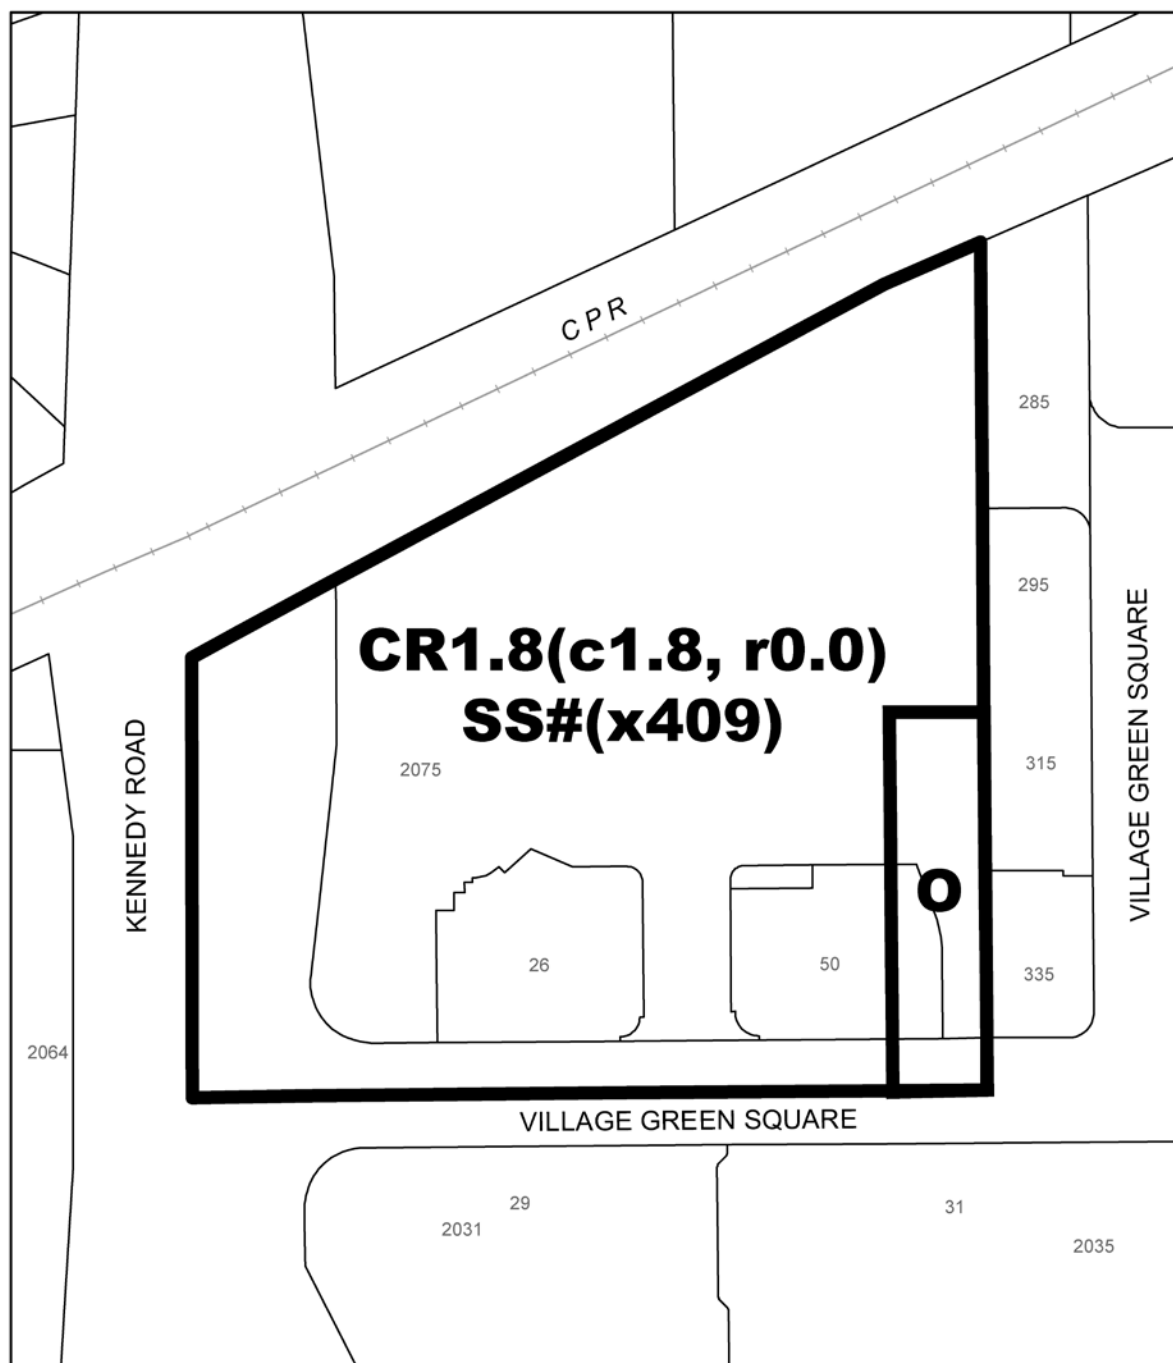 CPR
285
295
CR1.8(c1.8, r0.0)
SS#(x409)
KENNEDY ROAD
2075
315
VILLAGE GREEN SQUARE
O
26
50
335
2064
VILLAGE GREEN SQUARE
29
2031
31
2035